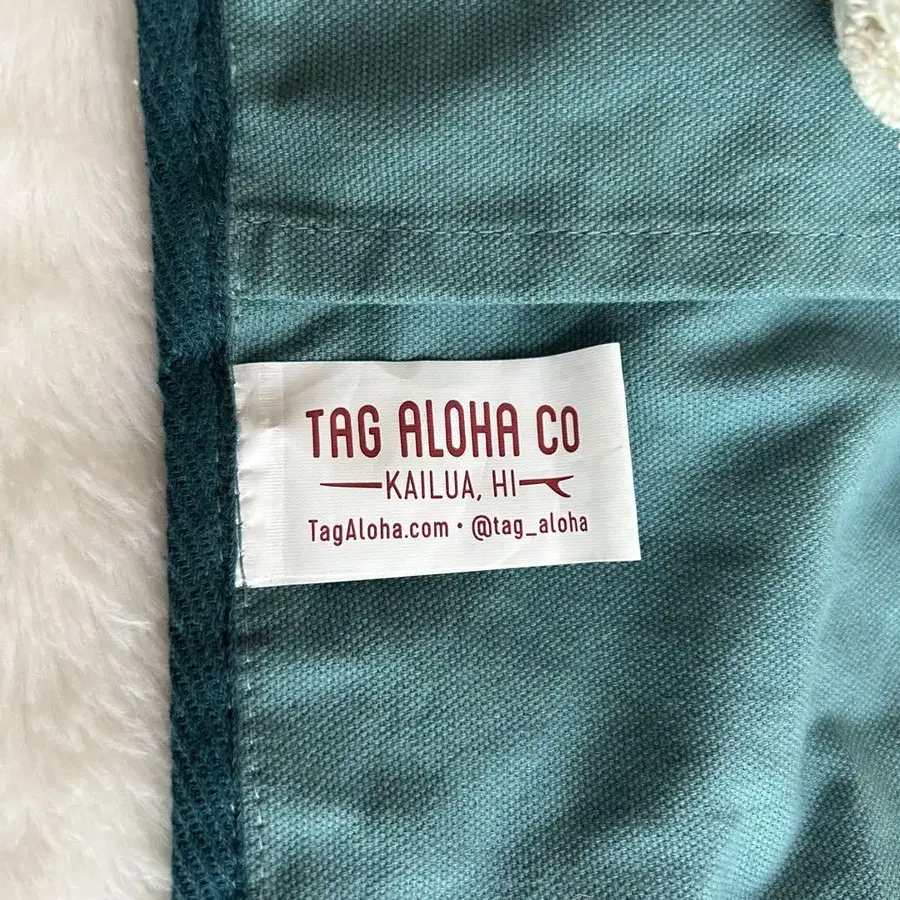 TAG ALOHA CO
KAILUA, HI
TagAloha.com • @tag_aloha